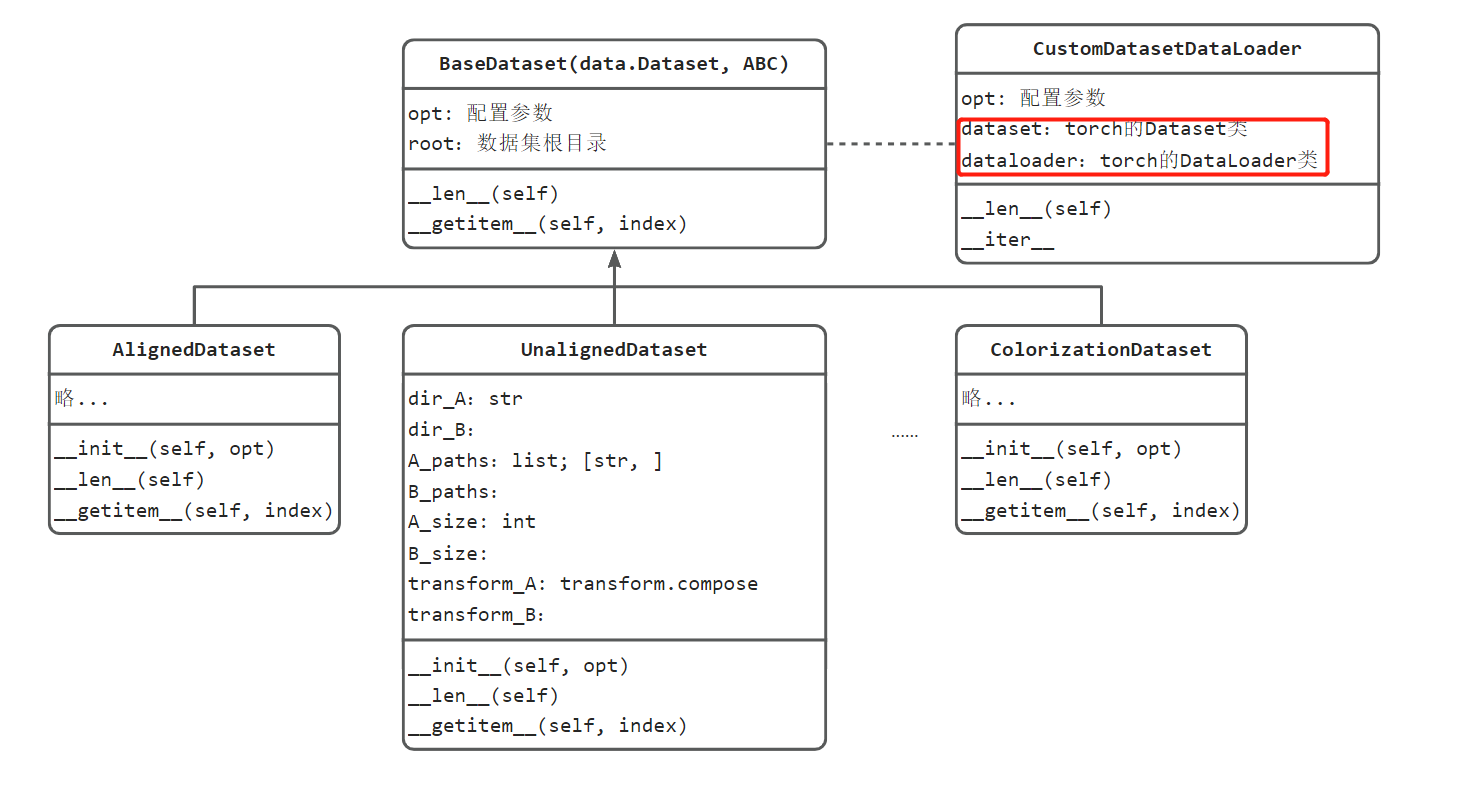 BaseDataset(data.Dataset, ABC)
opt: 配置参数
root: 数据集根目录
__len__(self)
__getitem__(self, index)
CustomDatasetDataLoader
opt: 配置参数
dataset: torch的Dataset类
dataloader: torch的DataLoader类
__len__(self)
__iter__
AlignedDataset
略...
__init__(self, opt)
__len__(self)
__getitem__(self, index)
UnalignedDataset
dir_A: str
dir_B:
A_paths: list; [str, ]
B_paths:
A_size: int
B_size:
transform_A: transform.compose
transform_B:
__init__(self, opt)
__len__(self)
__getitem__(self, index)
......
ColorizationDataset
略...
__init__(self, opt)
__len__(self)
__getitem__(self, index)